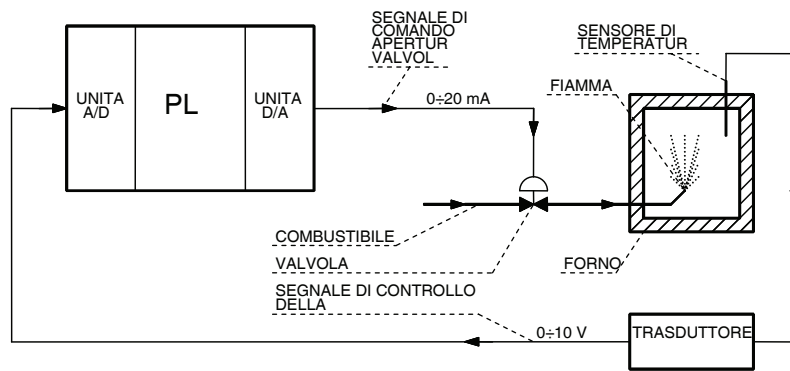 SEGNALE DI
COMANDO
APERTUR
VALVOL
SENSORE DI
TEMPERATUR
UNITA
A/D
PL
UNITA
D/A
0÷20 mA
FIAMMA
COMBUSTIBILE
VALVOLA
FORNO
SEGNALE DI CONTROLLO
DELLA
0÷10 V
TRASDUTTORE